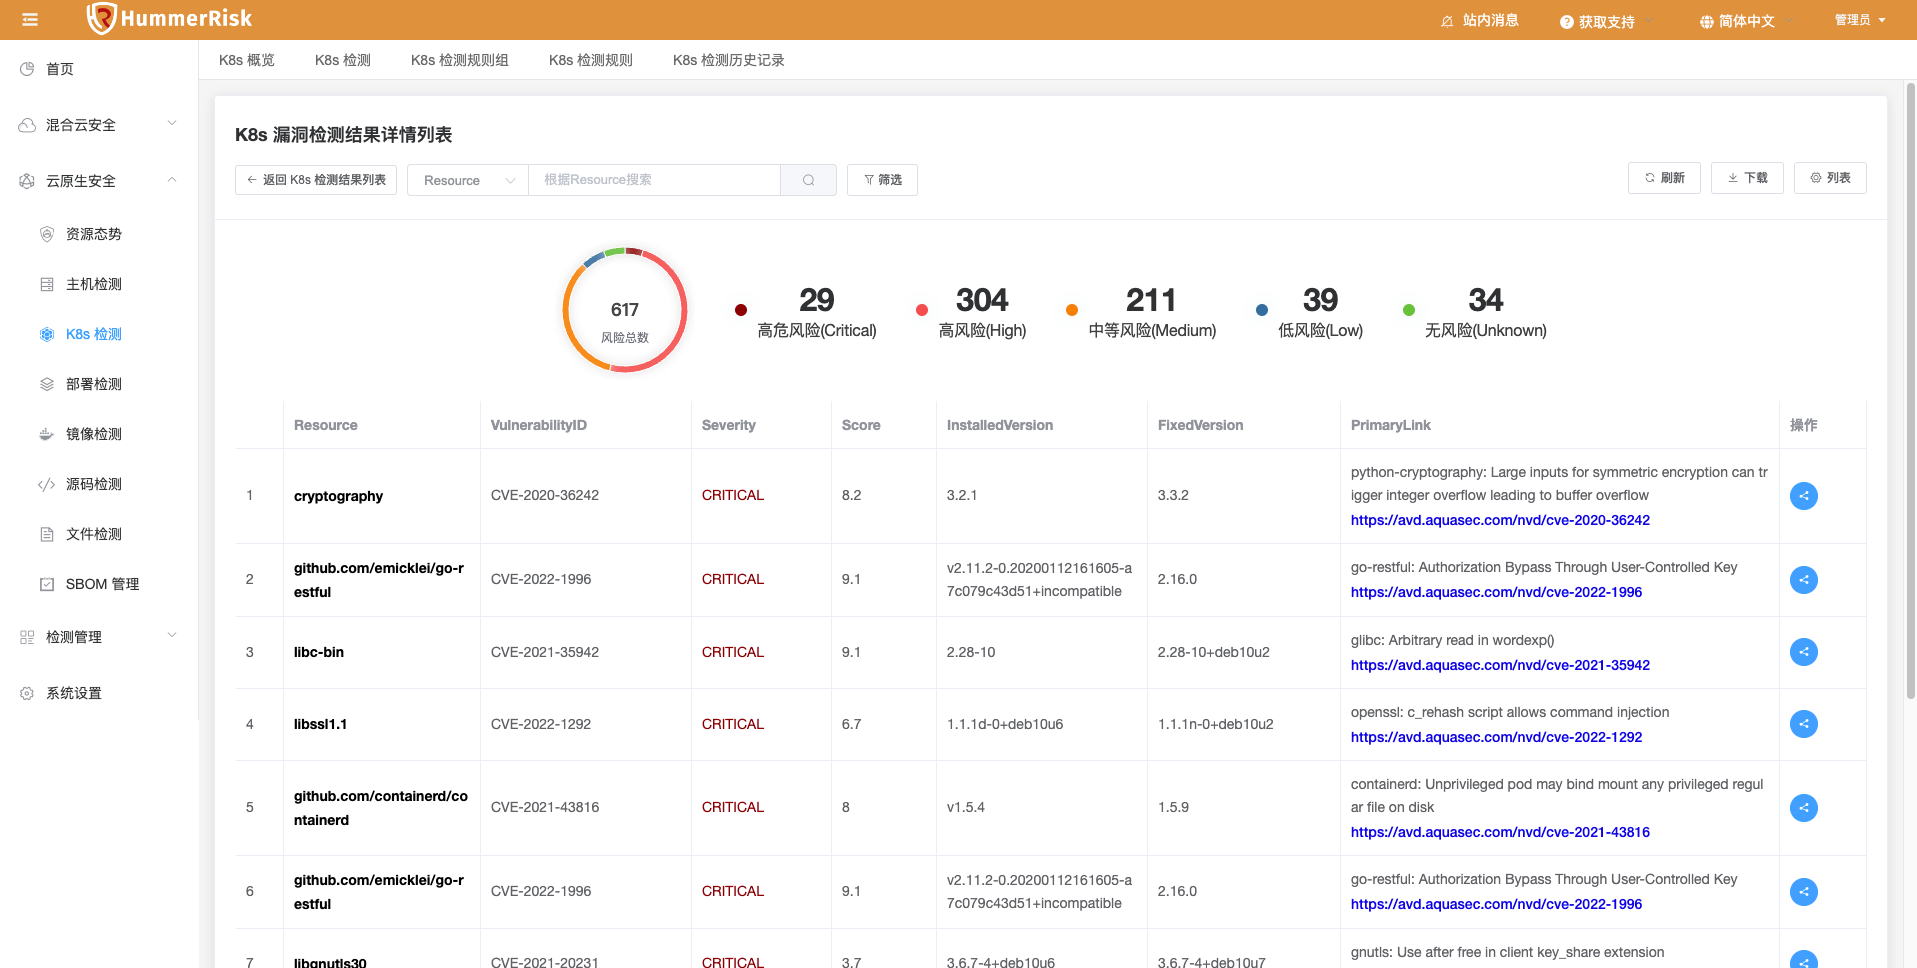 HummerRisk
站内消息
获取支持
简体中文
管理员
首页
混合云安全
云原生安全
资源态势
主机检测
K8s 检测
部署检测
镜像检测
源码检测
文件检测
SBOM 管理
检测管理
系统设置
K8s 概览
K8s 检测
K8s 检测规则组
K8s 检测规则
K8s 检测历史记录
K8s 漏洞检测结果详情列表
返回 K8s 检测结果列表
Resource
根据Resource搜索
筛选
刷新
下载
列表
617
风险总数
29
高危风险(Critical)
304
高风险(High)
211
中等风险(Medium)
39
低风险(Low)
34
无风险(Unknown)
Resource VulnerabilityID Severity Score InstalledVersion FixedVersion PrimaryLink 操作
1
cryptography
CVE-2020-36242
CRITICAL
8.2
3.2.1
3.3.2
python-cryptography: Large inputs for symmetric encryption can tr
igger integer overflow leading to buffer overflow
https://avd.aquasec.com/nvd/cve-2020-36242
2
github.com/emicklei/go-r
estful
CVE-2022-1996
CRITICAL
9.1
v2.11.2-0.20200112161605-a
7c079c43d51+incompatible
2.16.0
go-restful: Authorization Bypass Through User-Controlled Key
https://avd.aquasec.com/nvd/cve-2022-1996
3
libc-bin
CVE-2021-35942
CRITICAL
9.1
2.28-10
2.28-10+deb10u2
glibc: Arbitrary read in wordexp()
https://avd.aquasec.com/nvd/cve-2021-35942
4
libssl1.1
CVE-2022-1292
CRITICAL
6.7
1.1.1d-0+deb10u6
1.1.1n-0+deb10u2
openssl: c_rehash script allows command injection
https://avd.aquasec.com/nvd/cve-2022-1292
5
github.com/containerd/co
ntainerd
CVE-2021-43816
CRITICAL
8
v1.5.4
1.5.9
containerd: Unprivileged pod may bind mount any privileged regul
ar file on disk
https://avd.aquasec.com/nvd/cve-2021-43816
6
github.com/emicklei/go-r
estful
CVE-2022-1996
CRITICAL
9.1
v2.11.2-0.20200112161605-a
7c079c43d51+incompatible
2.16.0
go-restful: Authorization Bypass Through User-Controlled Key
https://avd.aquasec.com/nvd/cve-2022-1996
7
libgnutls30
CVE-2021-20231
CRITICAL
3.7
3.6.7-4+deb10u6
3.6.7-4+deb10u7
gnutls: Use after free in client key_share extension